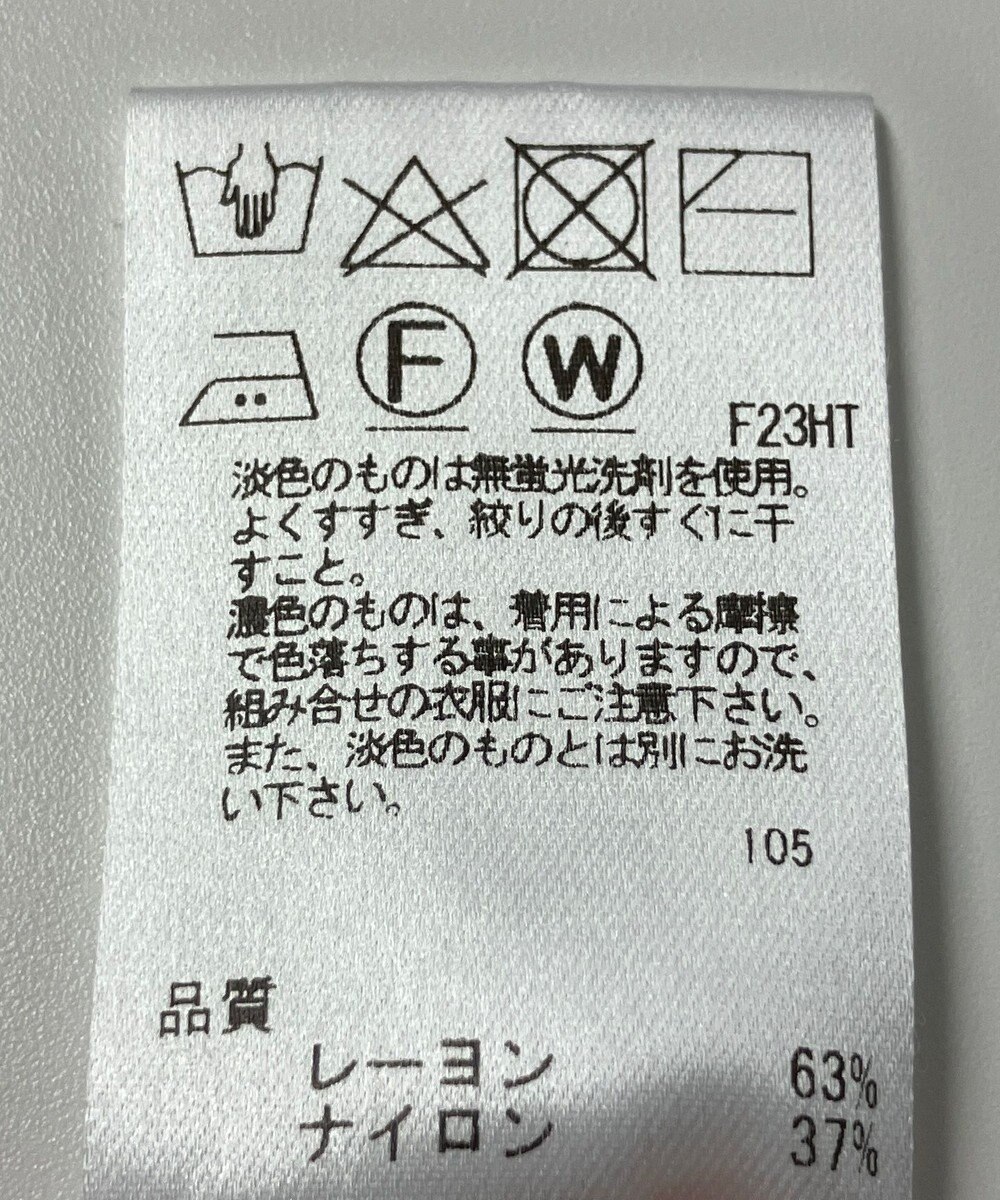 F
W
F23HT
淡色のものは無蛍光洗剤を使用。
よくすすぎ、絞りの後すぐに干
すこと。
濃色のものは、着用による摩擦
で色落ちする事がありますので、
組み合せの衣服にご注意下さい。
また、淡色のものとは別にお洗
い下さい。
105
品質
レーヨン 63%
ナイロン 37%